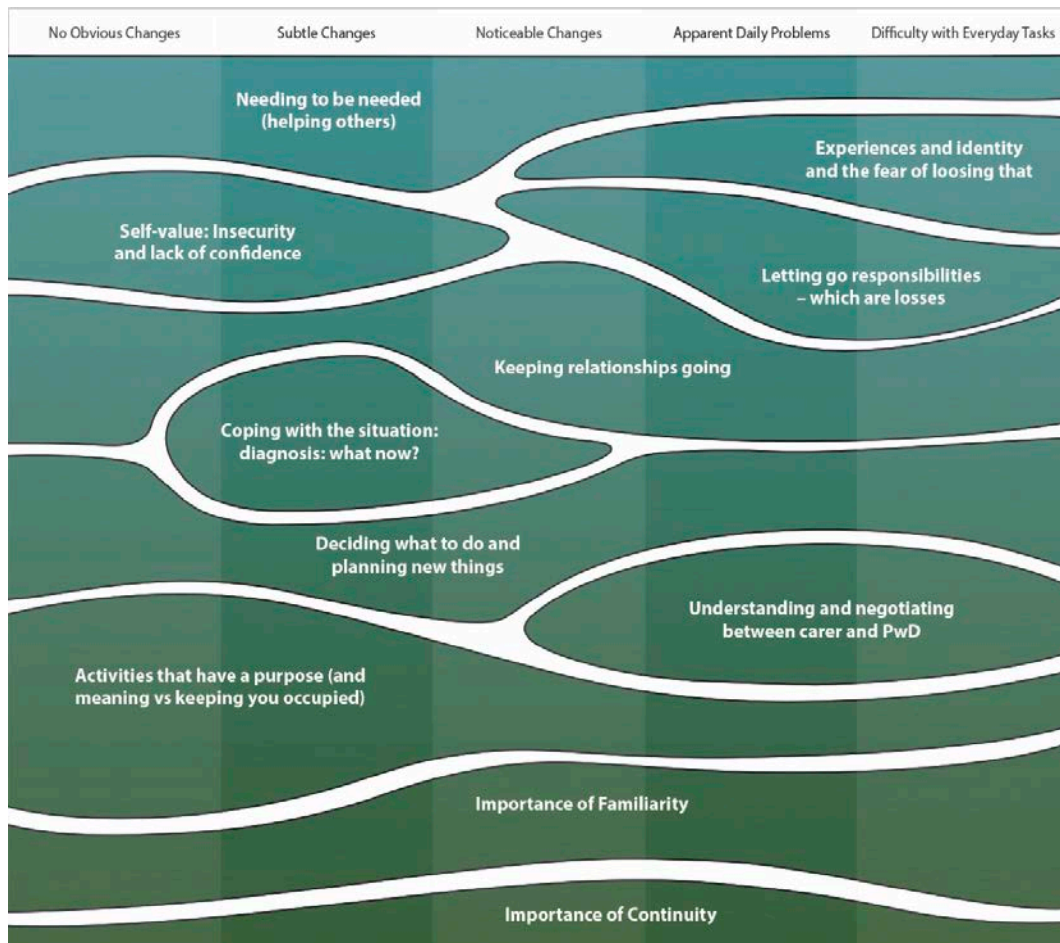 No Obvious Changes
Subtle Changes
Noticeable Changes
Apparent Daily Problems
Difficulty with Everyday Tasks
Needing to be needed
(helping others)
Experiences and identity
and the fear of loosing that
Self-value: Insecurity
and lack of confidence
Letting go responsibilities
– which are losses
Keeping relationships going
Coping with the situation:
diagnosis: what now?
Deciding what to do and
planning new things
Understanding and negotiating
between carer and PwD
Activities that have a purpose (and
meaning vs keeping you occupied)
Importance of Familiarity
Importance of Continuity